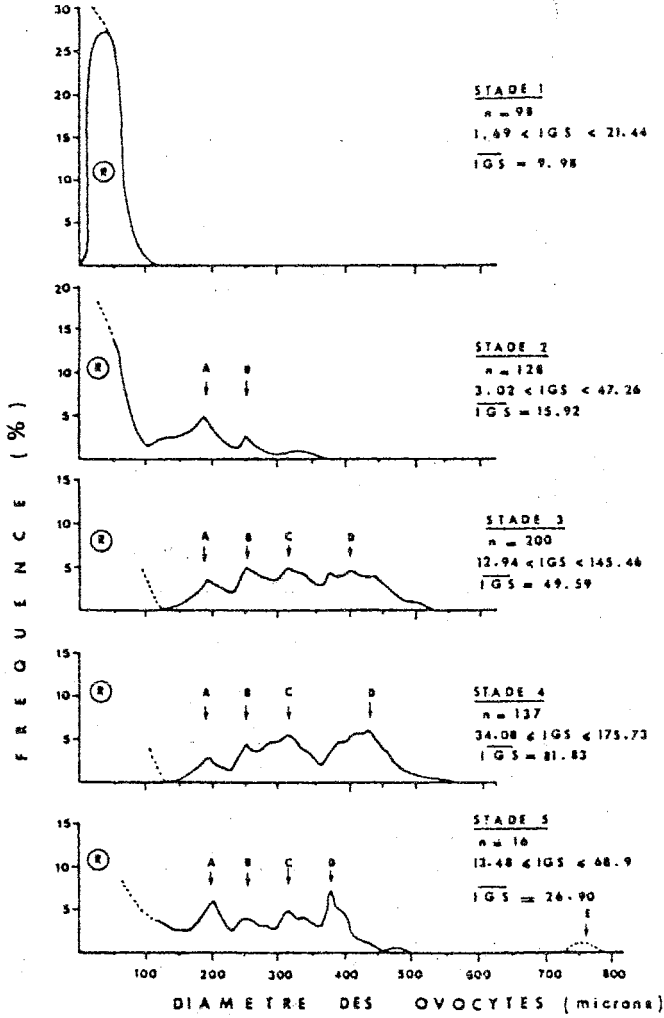 30
25
20
15
10
5
R
STADE 1
n = 98
1.69 < IGS < 21.44
IGS = 9.98
20
15
10
5
R
A
B
STADE 2
n = 128
3.02 < IGS < 47.26
IGS = 15.92
15
10
5
R
A
B
C
D
STADE 3
n = 200
12.94 < IGS < 145.46
IGS = 49.59
15
10
5
R
A
B
C
D
STADE 4
n = 137
34.08 ≤ IGS ≤ 175.73
IGS = 81.83
15
10
5
R
A
B
C
D
E
STADE 5
n = 16
13.48 ≤ IGS ≤ 68.9
IGS = 26.90
100
200
300
400
500
600
700
800
FREQUENCE (%)
DIAMETRE DES OVOCYTES (microns)